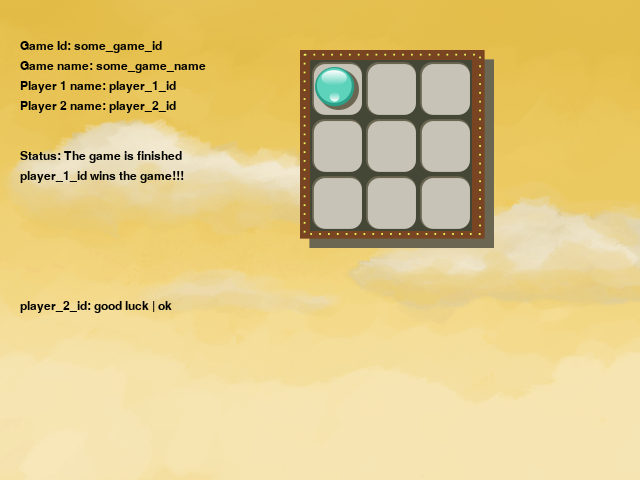 Game Id: some_game_id
Game name: some_game_name
Player 1 name: player_1_id
Player 2 name: player_2_id
Status: The game is finished
player_1_id wins the game!!!
player_2_id: good luck | ok